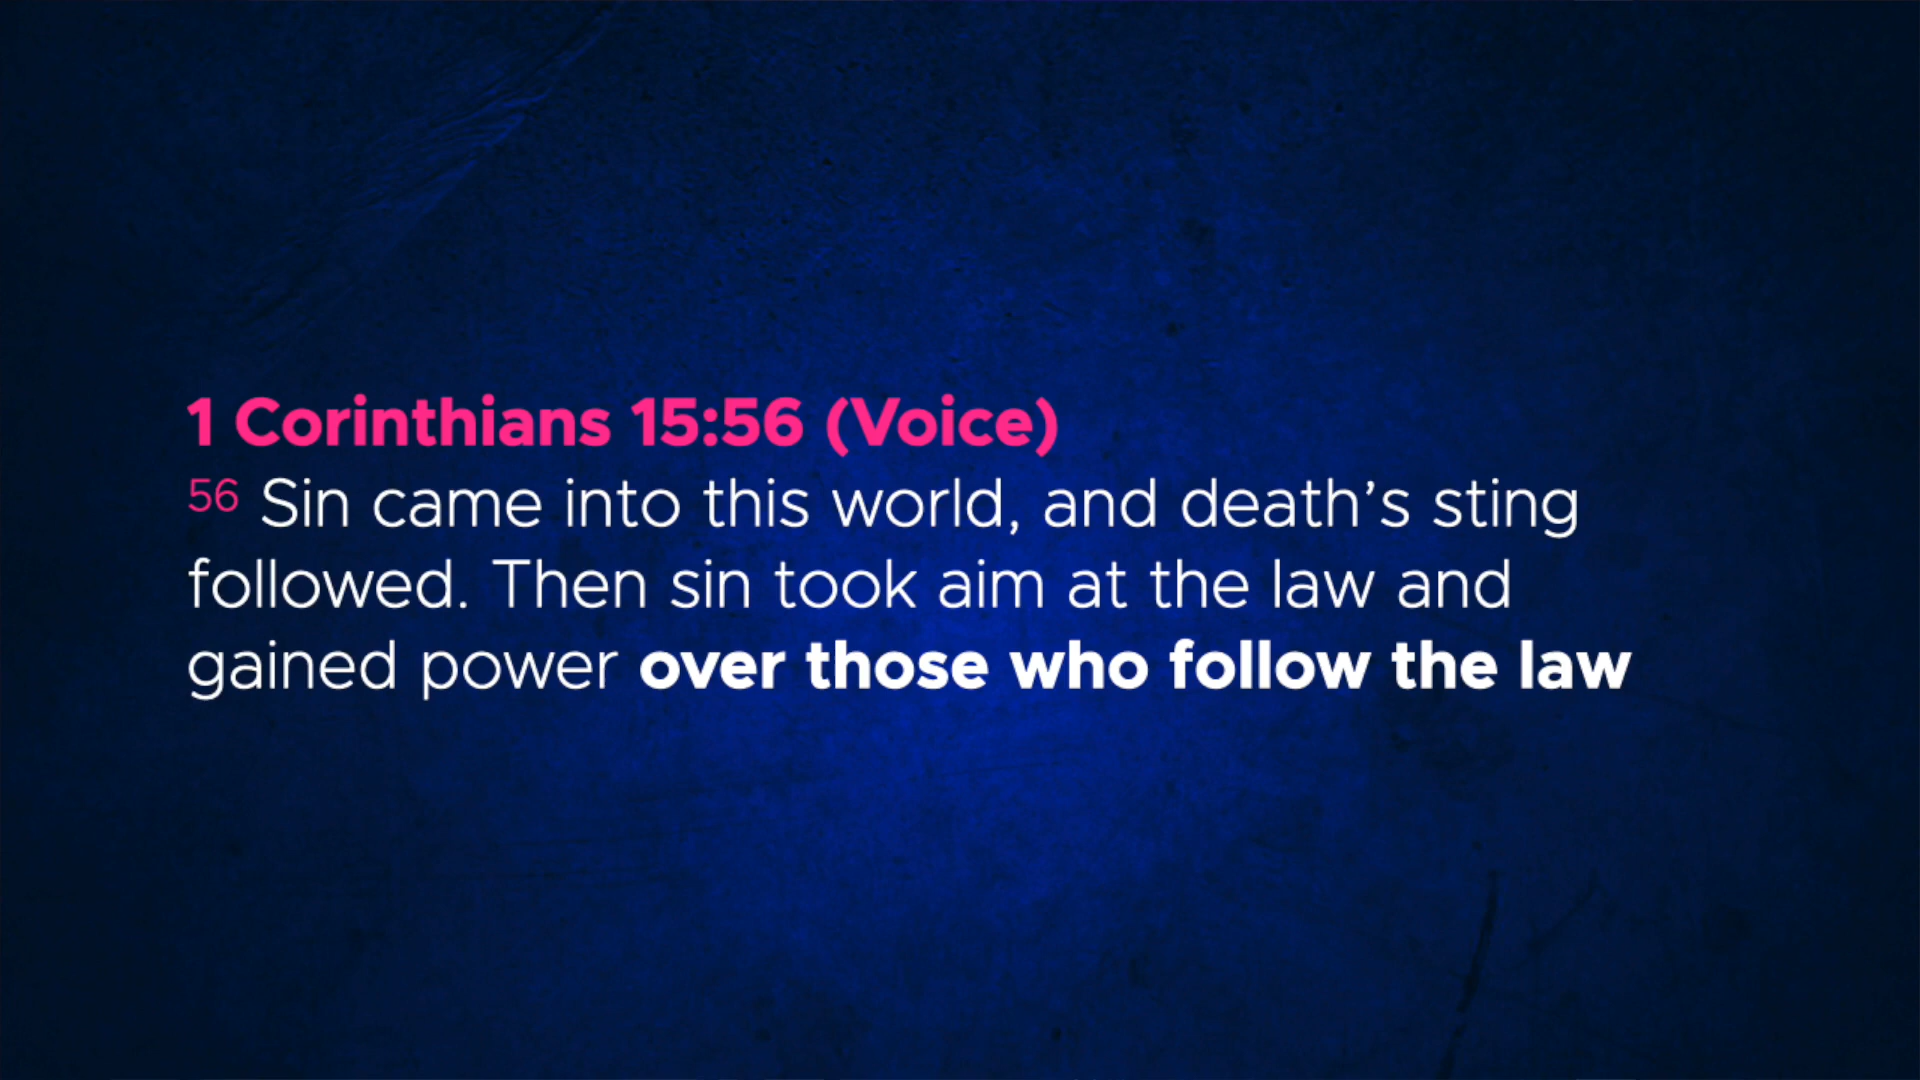 1 Corinthians 15:56 (Voice)
56 Sin came into this world, and death’s sting
followed. Then sin took aim at the law and
gained power over those who follow the law